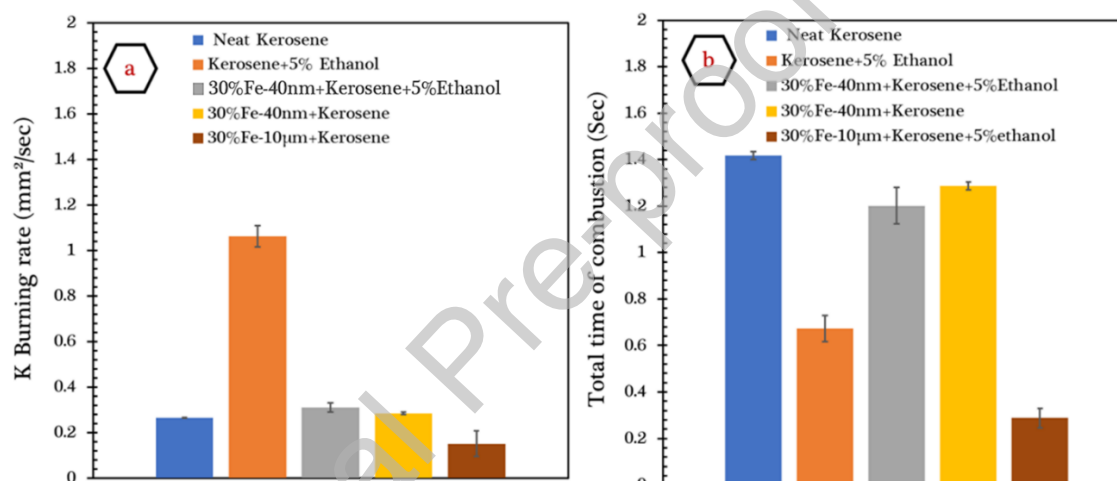 a
K Burning rate (mm²/sec)
2
1.8
1.6
1.4
1.2
1
0.8
0.6
0.4
0.2
0
Neat Kerosene
Kerosene+5% Ethanol
30%Fe-40nm+Kerosene+5%Ethanol
30%Fe-40nm+Kerosene
30%Fe-10μm+Kerosene
b
Total time of combustion (Sec)
2
1.8
1.6
1.4
1.2
1
0.8
0.6
0.4
0.2
0
Neat Kerosene
Kerosene+5% Ethanol
30%Fe-40nm+Kerosene+5%Ethanol
30%Fe-40nm+Kerosene
30%Fe-10μm+Kerosene+5%ethanol
al Pre-proo